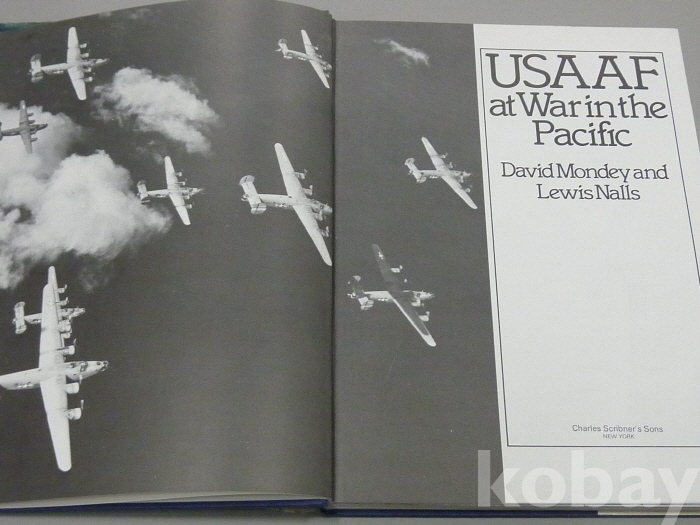 USAAF
at War in the
Pacific
David Mondey and
Lewis Nalls
Charles Scribner's Sons
NEW YORK
kobay